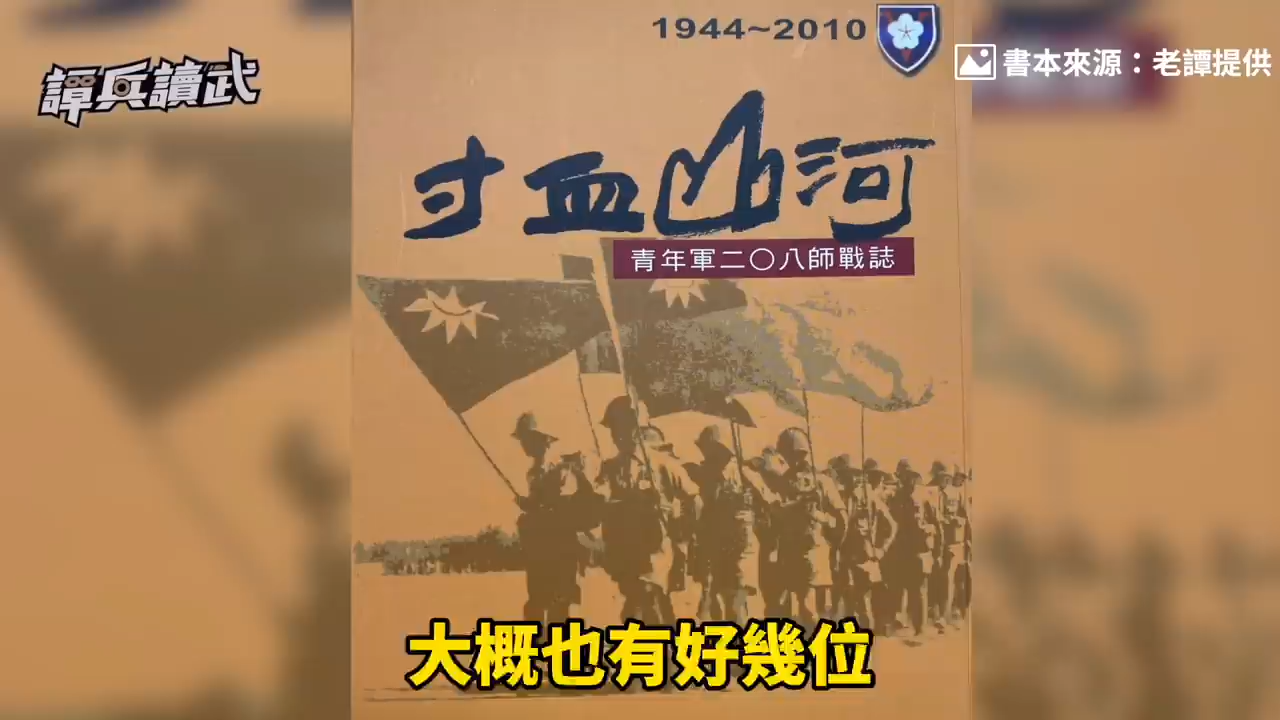 譚兵讀武
1944~2010
書本來源：老譚提供
寸血山河
青年軍二〇八師戰誌
大概也有好幾位